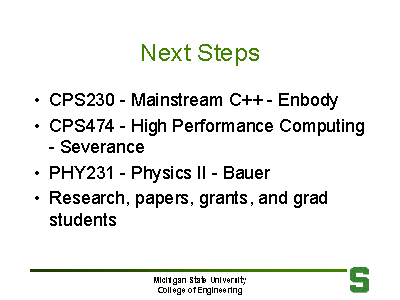 Next Steps
• CPS230 - Mainstream C++ - Enbody
• CPS474 - High Performance Computing
- Severance
• PHY231 - Physics II - Bauer
• Research, papers, grants, and grad
students
Michigan State University
College of Engineering
S